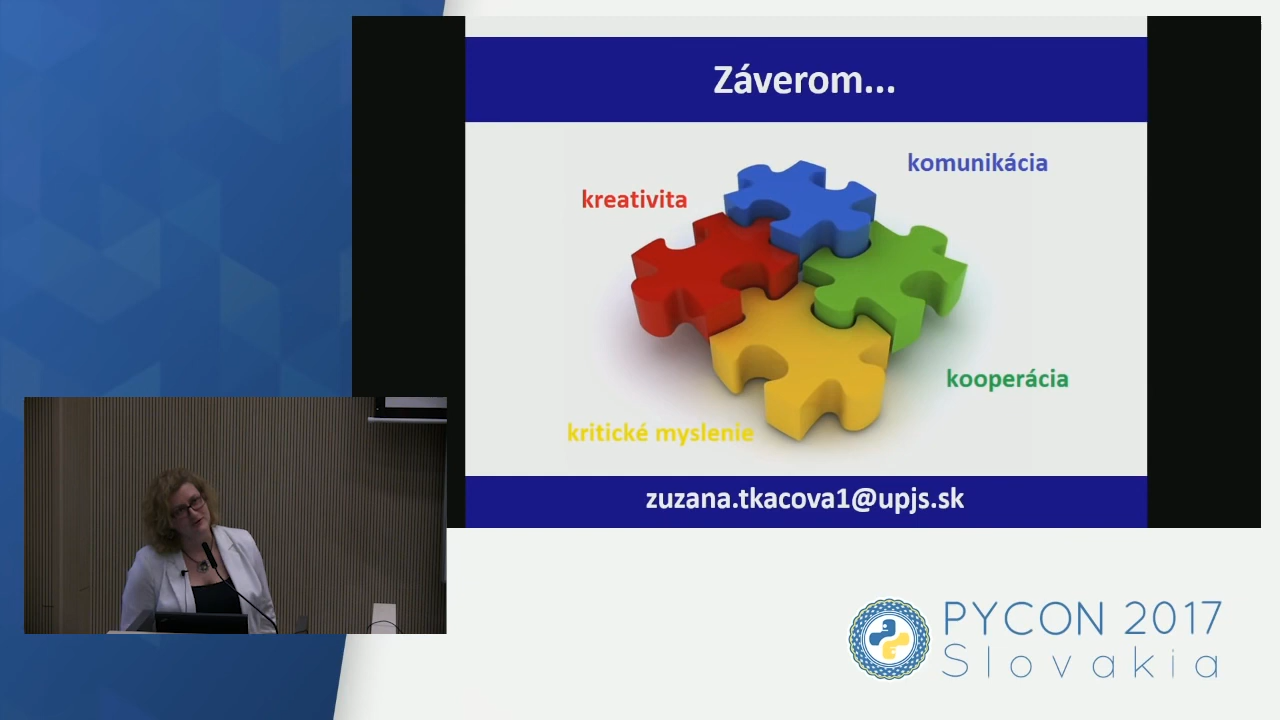 Záverom...
komunikácia
kreativita
kooperácia
kritické myslenie
zuzana.tkacova1@upjs.sk
PYCON 2017
Slovakia